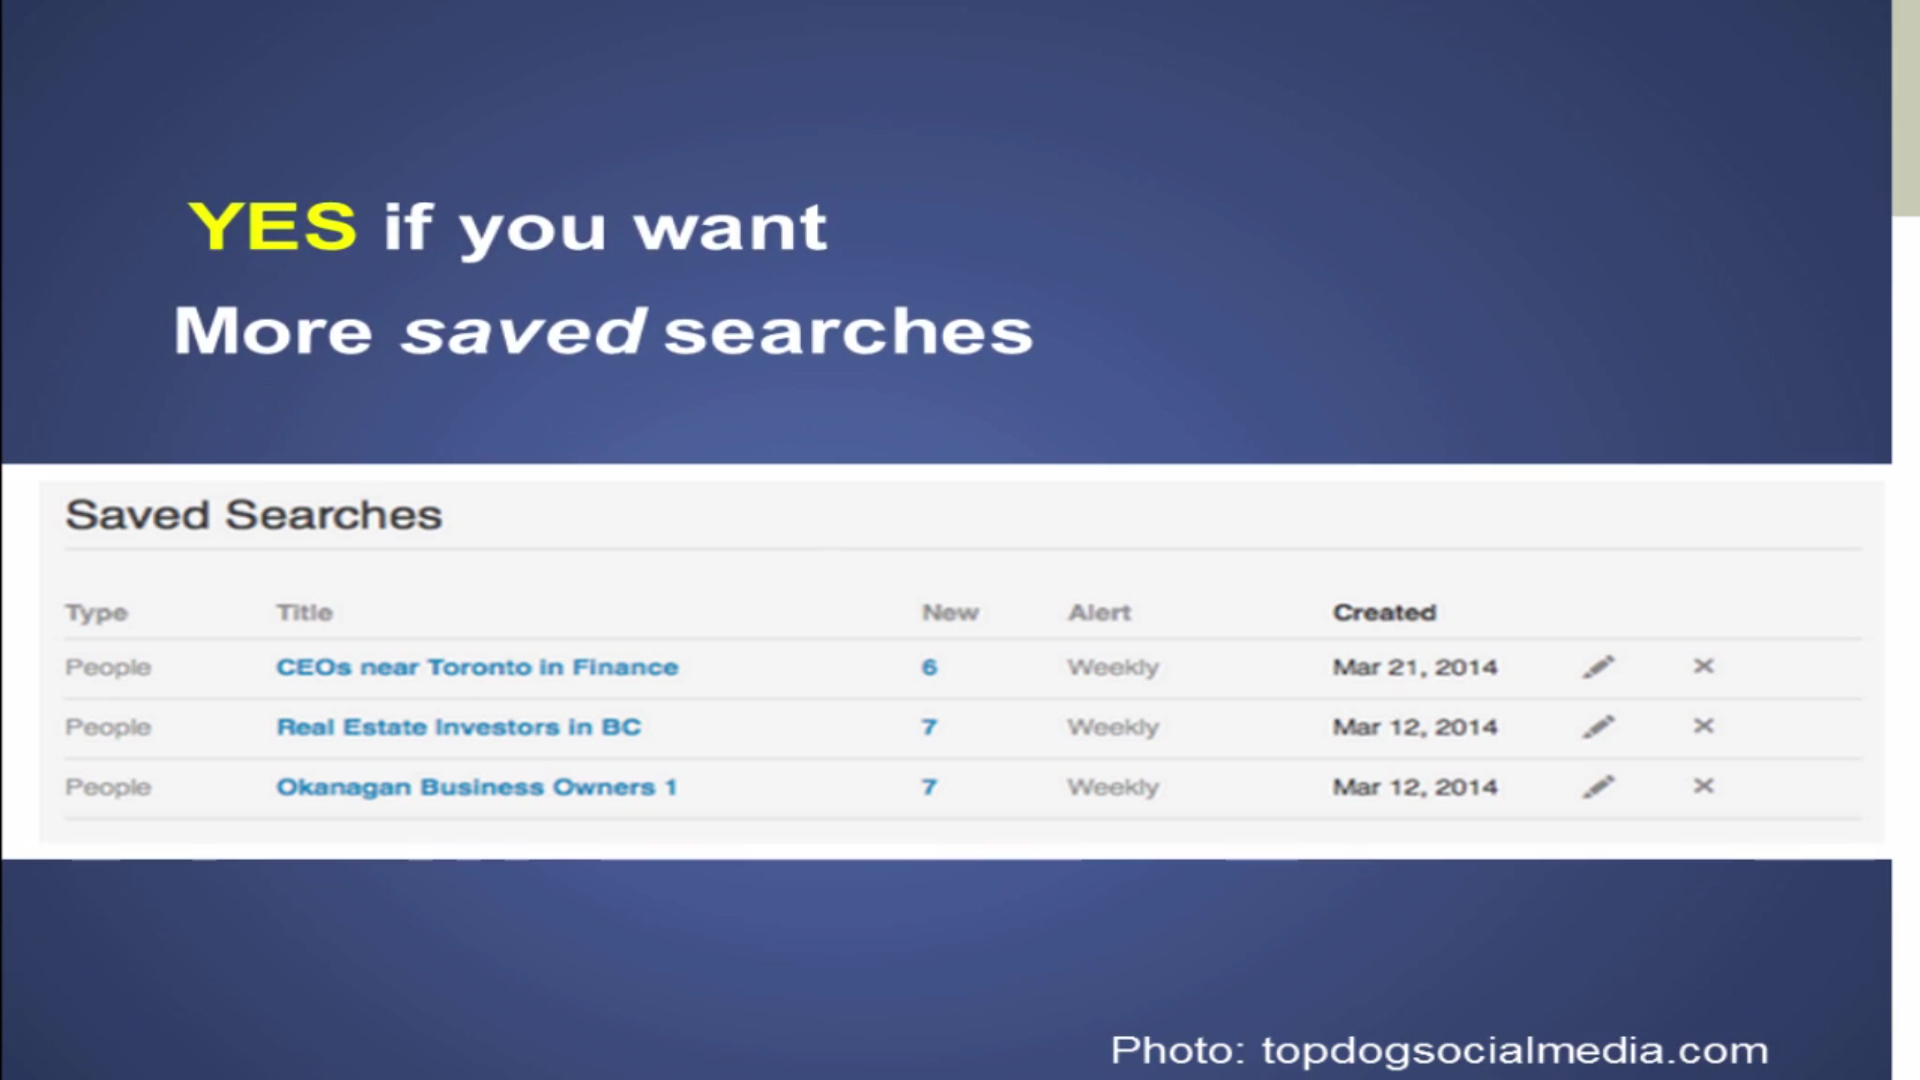 YES if you want
More saved searches
Saved Searches
Type Title New Alert Created
People CEOs near Toronto in Finance 6 Weekly Mar 21, 2014
People Real Estate Investors in BC 7 Weekly Mar 12, 2014
People Okanagan Business Owners 1 7 Weekly Mar 12, 2014
Photo: topdogsocialmedia.com